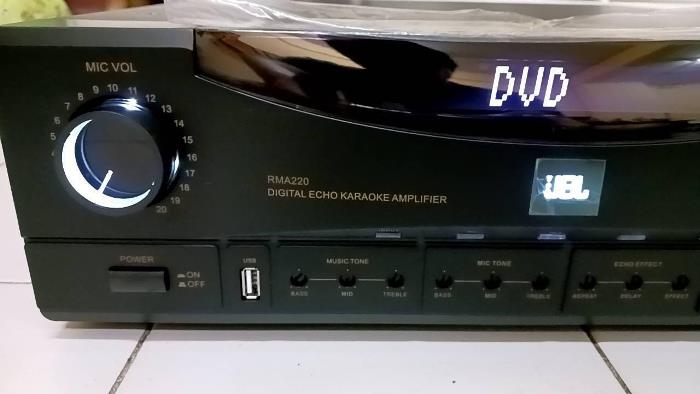 MIC VOL
DVD
4 5 6 7 8 9 10 11 12 13 14 15 16 17 18 19 20
RMA220
DIGITAL ECHO KARAOKE AMPLIFIER
JBL
INPUT
POWER
ON
OFF
USB
MUSIC TONE
BASS MID TREBLE
MIC TONE
BASS MID TREBLE
ECHO EFFECT
REPEAT DELAY EFFECT